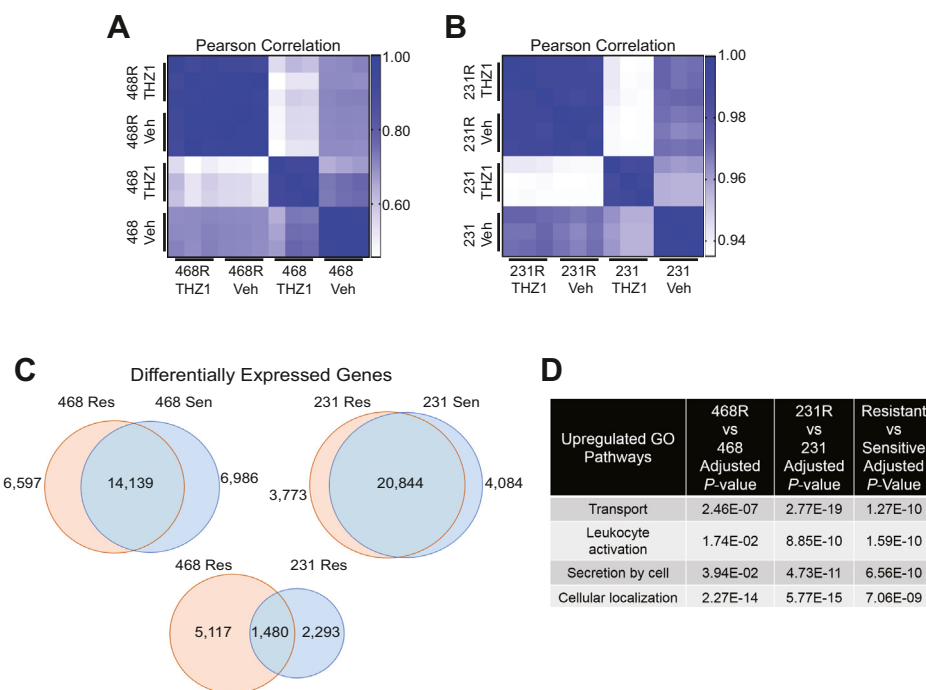 A
Pearson Correlation
468R
THZ1
468R
Veh
468
THZ1
468
Veh
1.00
0.80
0.60
468R
THZ1
468R
Veh
468
THZ1
468
Veh
B
Pearson Correlation
231R
THZ1
231R
Veh
231
THZ1
231
Veh
1.00
0.98
0.96
0.94
231R
THZ1
231R
Veh
231
THZ1
231
Veh
C
Differentially Expressed Genes
468 Res 468 Sen
6,597 14,139 6,986
231 Res 231 Sen
3,773 20,844 4,084
468 Res 231 Res
5,117 1,480 2,293
D
Upregulated GO
Pathways
468R
vs
468
Adjusted
P-value
231R
vs
231
Adjusted
P-value
Resistant
vs
Sensitive
Adjusted
P-Value
Transport 2.46E-07 2.77E-19 1.27E-10
Leukocyte
activation 1.74E-02 8.85E-10 1.59E-10
Secretion by cell 3.94E-02 4.73E-11 6.56E-10
Cellular localization 2.27E-14 5.77E-15 7.06E-09